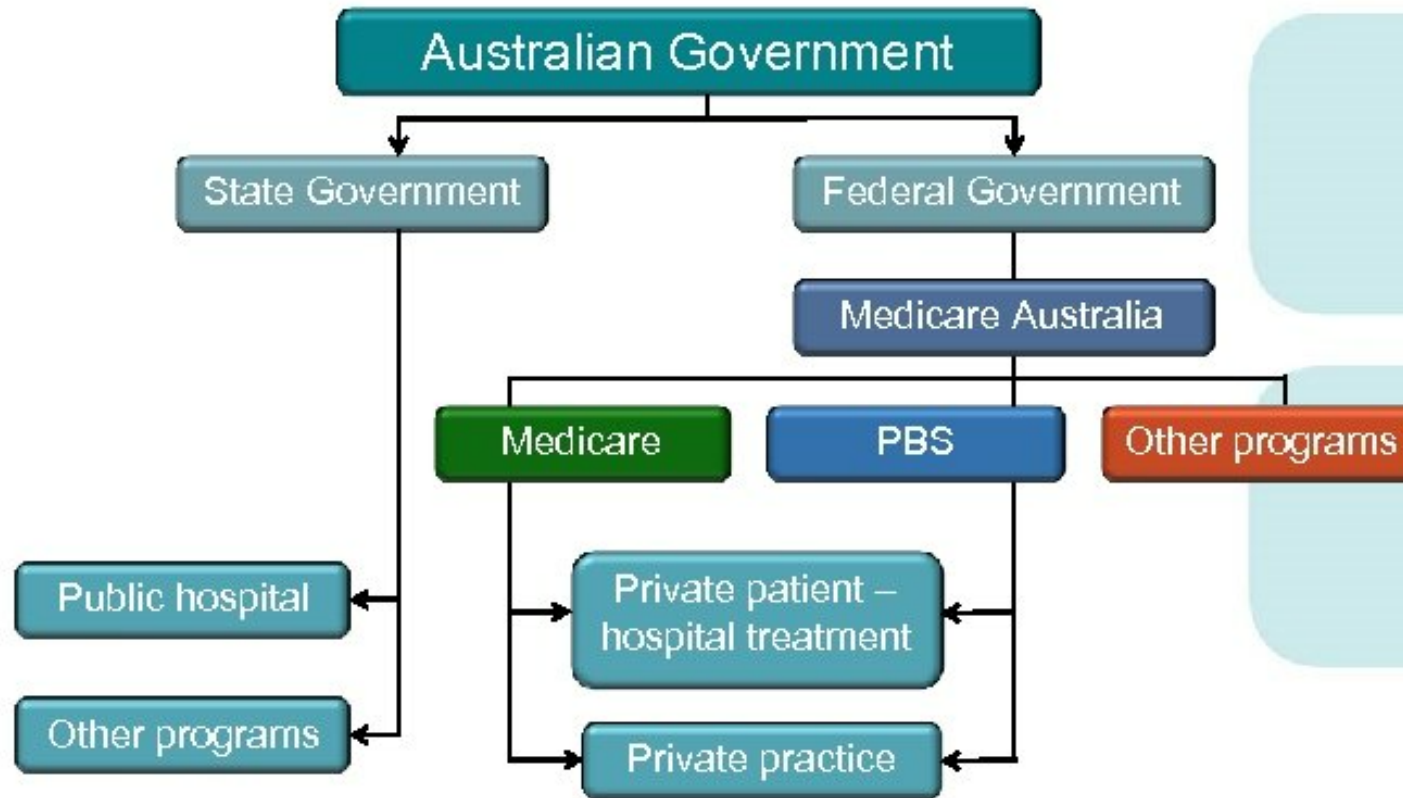 Australian Government
State Government
Federal Government
Medicare Australia
Medicare
PBS
Other programs
Public hospital
Private patient –
hospital treatment
Other programs
Private practice